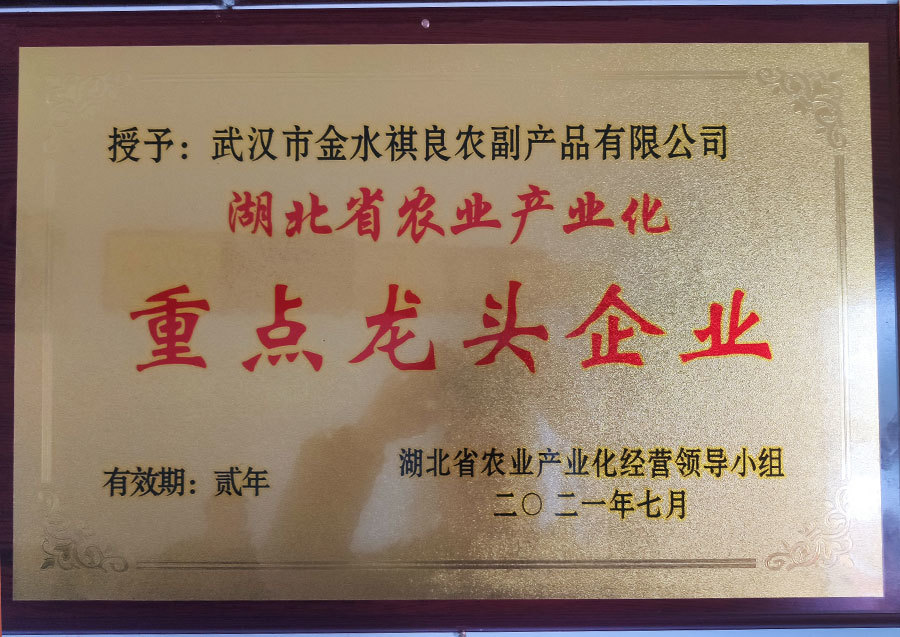 授予：武汉市金水祺良农副产品有限公司
湖北省农业产业化
重点龙头企业
有效期：贰年
湖北省农业产业化经营领导小组
二〇二一年七月